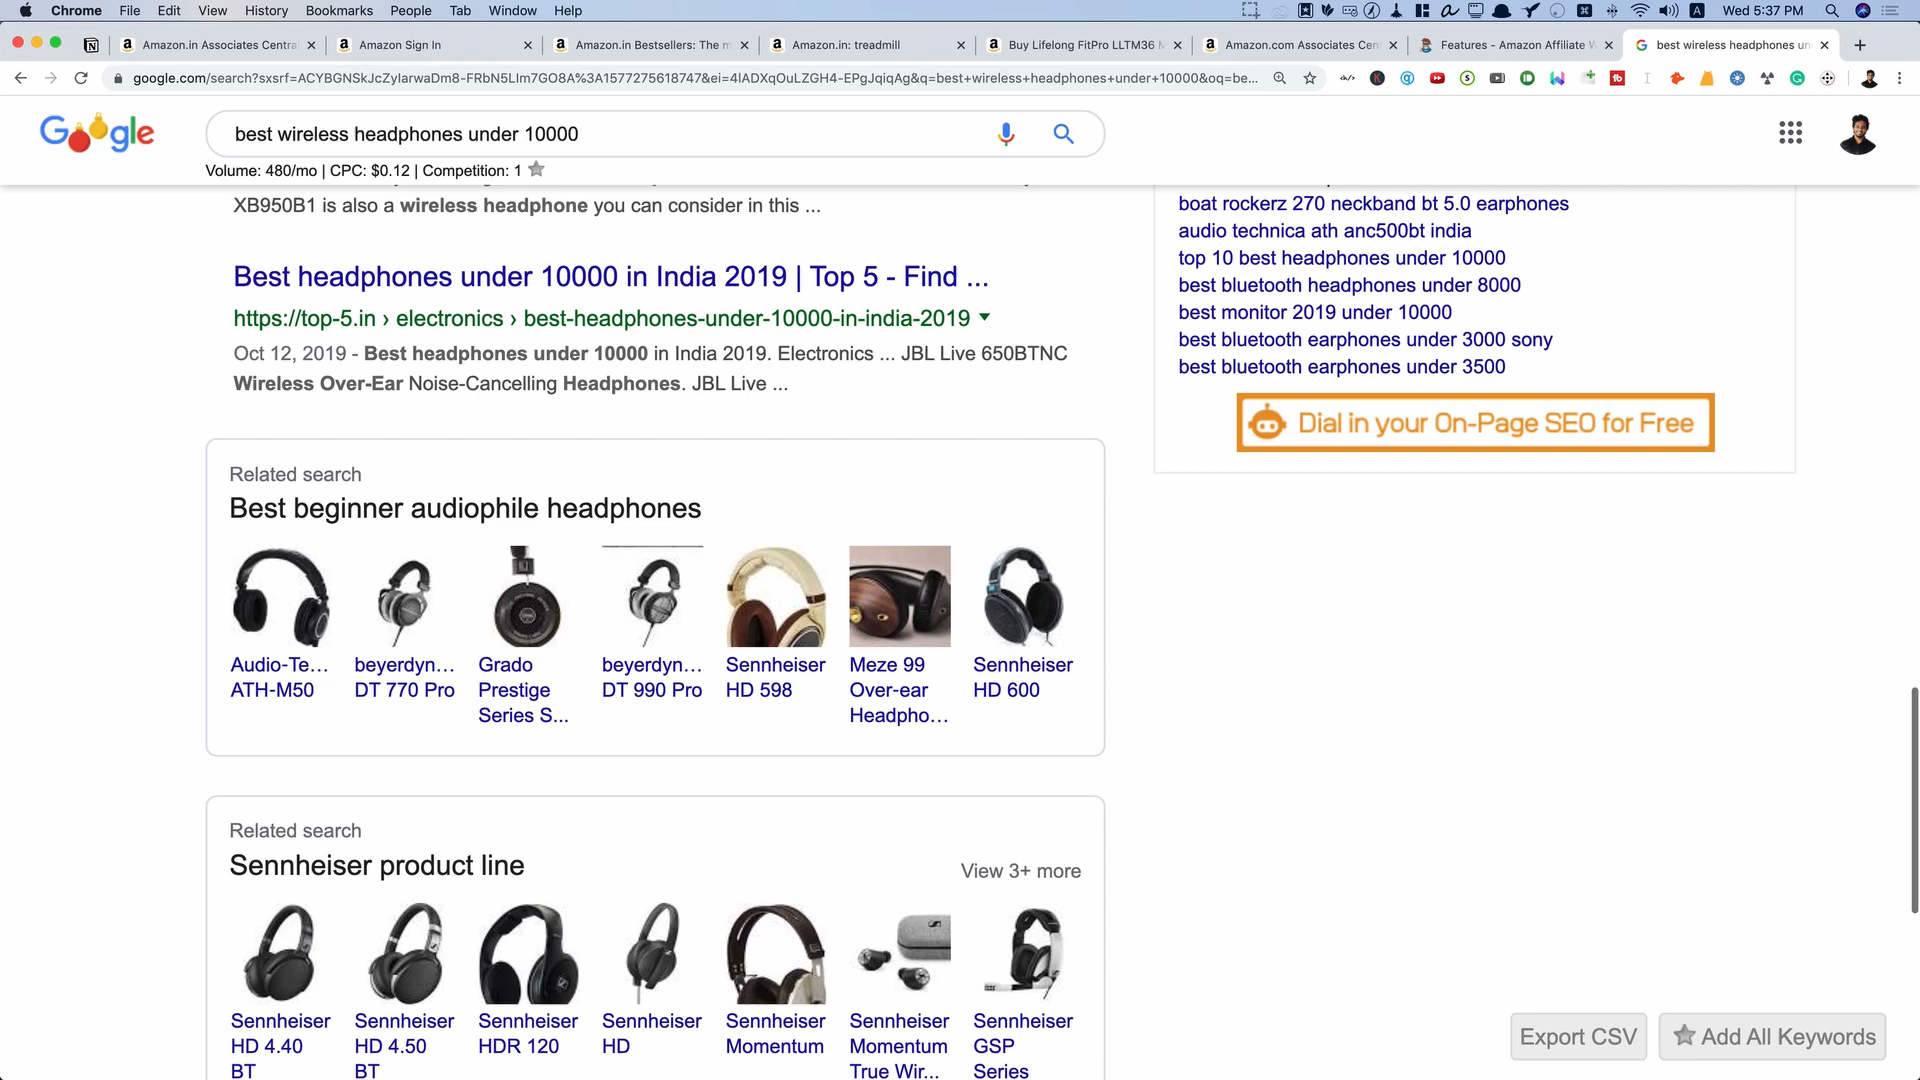 Chrome File Edit View History Bookmarks People Tab Window Help Wed 5:37 PM
Amazon.in Associates Centra Amazon Sign In Amazon.in Bestsellers: The m Amazon.in: treadmill Buy Lifelong FitPro LLTM36 M Amazon.com Associates Cen Features - Amazon Affiliate W best wireless headphones un
google.com/search?sxsrf=ACYBGNSkJcZyIarwaDm8-FRbN5LIm7GO8A%3A1577275618747&ei=4lADXqOuLZGH4-EPgJqiqAg&q=best+wireless+headphones+under+10000&oq=be...
Google
best wireless headphones under 10000
Volume: 480/mo | CPC: $0.12 | Competition: 1
XB950B1 is also a wireless headphone you can consider in this ...
Best headphones under 10000 in India 2019 | Top 5 - Find ...
https://top-5.in › electronics › best-headphones-under-10000-in-india-2019
Oct 12, 2019 - Best headphones under 10000 in India 2019. Electronics ... JBL Live 650BTNC
Wireless Over-Ear Noise-Cancelling Headphones. JBL Live ...
boat rockerz 270 neckband bt 5.0 earphones
audio technica ath anc500bt india
top 10 best headphones under 10000
best bluetooth headphones under 8000
best monitor 2019 under 10000
best bluetooth earphones under 3000 sony
best bluetooth earphones under 3500
Dial in your On-Page SEO for Free
Related search
Best beginner audiophile headphones
Audio-Te... beyerdyn... Grado beyerdyn... Sennheiser Meze 99 Sennheiser
ATH-M50 DT 770 Pro Prestige DT 990 Pro HD 598 Over-ear HD 600
Series S... Headpho...
Related search
Sennheiser product line
View 3+ more
Sennheiser Sennheiser Sennheiser Sennheiser Sennheiser Sennheiser Sennheiser
HD 4.40 HD 4.50 HDR 120 HD Momentum Momentum GSP
BT BT True Wir... Series
Export CSV
Add All Keywords